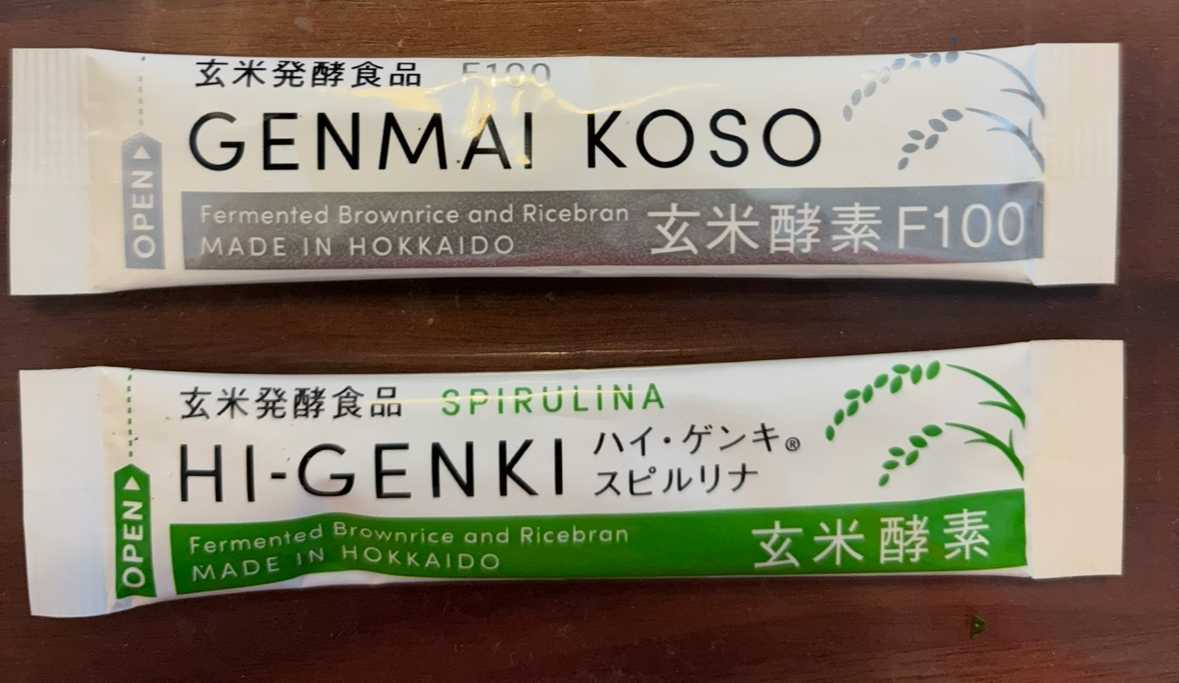 玄米発酵食品 F100
GENMAI KOSO
OPEN
Fermented Brownrice and Ricebran
MADE IN HOKKAIDO
玄米酵素 F100
玄米発酵食品 SPIRULINA
HI-GENKI
ハイ・ゲンキ®
スピルリナ
OPEN
Fermented Brownrice and Ricebran
MADE IN HOKKAIDO
玄米酵素